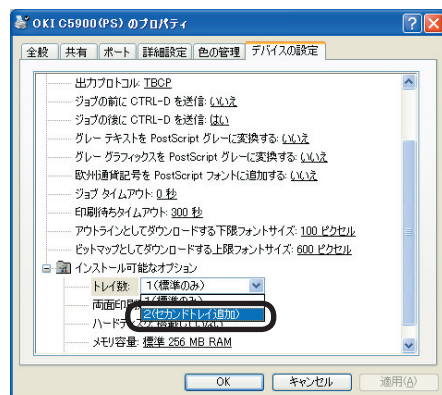 OKI C5900(PS) のプロパティ
全般 共有 ポート 詳細設定 色の管理 デバイスの設定
出力プロトコル: TBCP
ジョブの前に CTRL-D を送信: いいえ
ジョブの後に CTRL-D を送信: はい
グレー テキストを PostScript グレーに変換する: いいえ
グレー グラフィックスを PostScript グレーに変換する: いいえ
欧州通貨記号を PostScript フォントに追加する: いいえ
ジョブ タイムアウト: 0 秒
印刷待ちタイムアウト: 300 秒
アウトラインとしてダウンロードする下限フォントサイズ: 100 ピクセル
ビットマップとしてダウンロードする上限フォントサイズ: 600 ピクセル
インストール可能なオプション
トレイ数: 1(標準のみ)
両面印刷 1(標準のみ)
2(セカンドトレイ追加)
ハードディスク: 搭載していない
メモリ容量: 標準 256 MB RAM
OK キャンセル 適用(A)